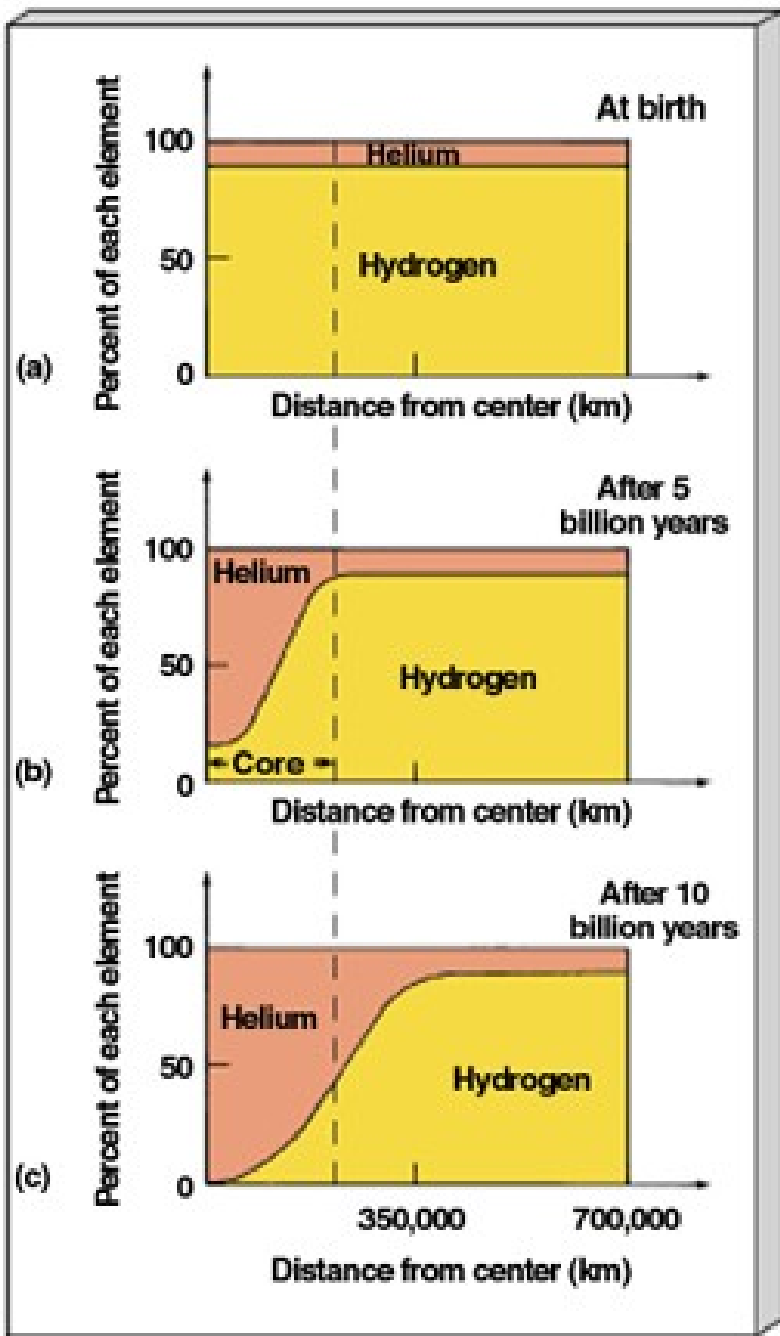 At birth
100
Helium
Percent of each element
50
Hydrogen
(a)
0
Distance from center (km)
After 5
billion years
100
Helium
Percent of each element
50
Hydrogen
Core
(b)
0
Distance from center (km)
After 10
billion years
100
Helium
Percent of each element
50
Hydrogen
(c)
0
350,000
700,000
Distance from center (km)